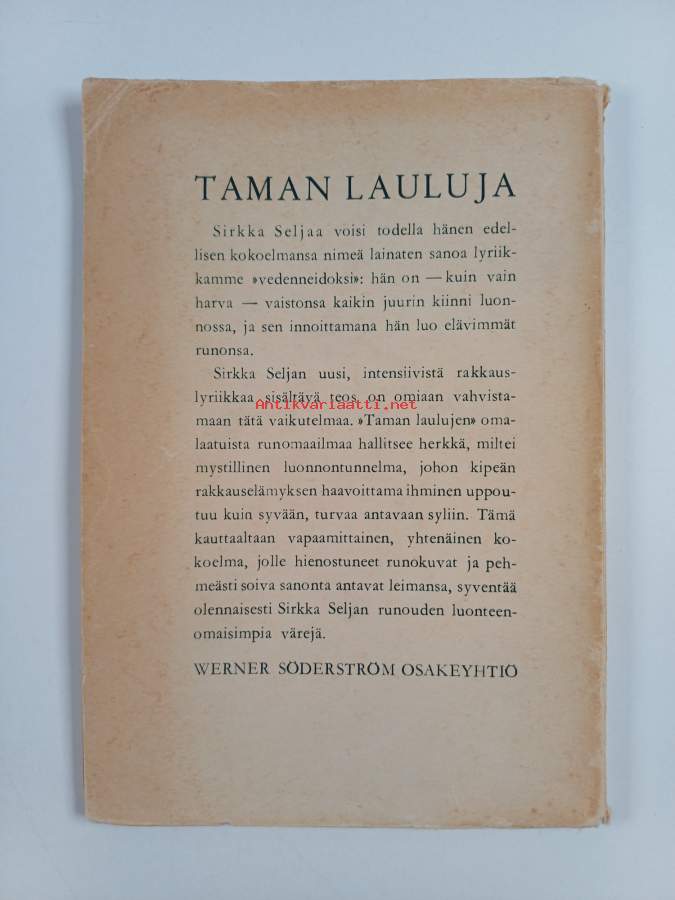 TAMAN LAULUJA
Sirkka Seljaa voisi todella hänen edel-
lisen kokoelmansa nimeä lainaten sanoa lyriik-
kamme »vedenneidoksi»: hän on — kuin vain
harva — vaistonsa kaikin juurin kiinni luon-
nossa, ja sen innoittamana hän luo elävimmät
runonsa.
Sirkka Seljan uusi, intensiivistä rakkaus-
lyriikkaa sisältävä teos on omiaan vahvista-
Antikvariaatti.net
maan tätä vaikutelmaa. »Taman laulujen» oma-
laatuista runomaailmaa hallitsee herkkä, miltei
mystillinen luonnontunnelma, johon kipeän
rakkauselämyksen haavoittama ihminen uppou-
tuu kuin syvään, turvaa antavaan syliin. Tämä
kauttaaltaan vapaamittainen, yhtenäinen ko-
koelma, jolle hienostuneet runokuvat ja peh-
meästi soiva sanonta antavat leimansa, syventää
olennaisesti Sirkka Seljan runouden luonteen-
omaisimpia värejä.
WERNER SÖDERSTRÖM OSAKEYHTIÖ